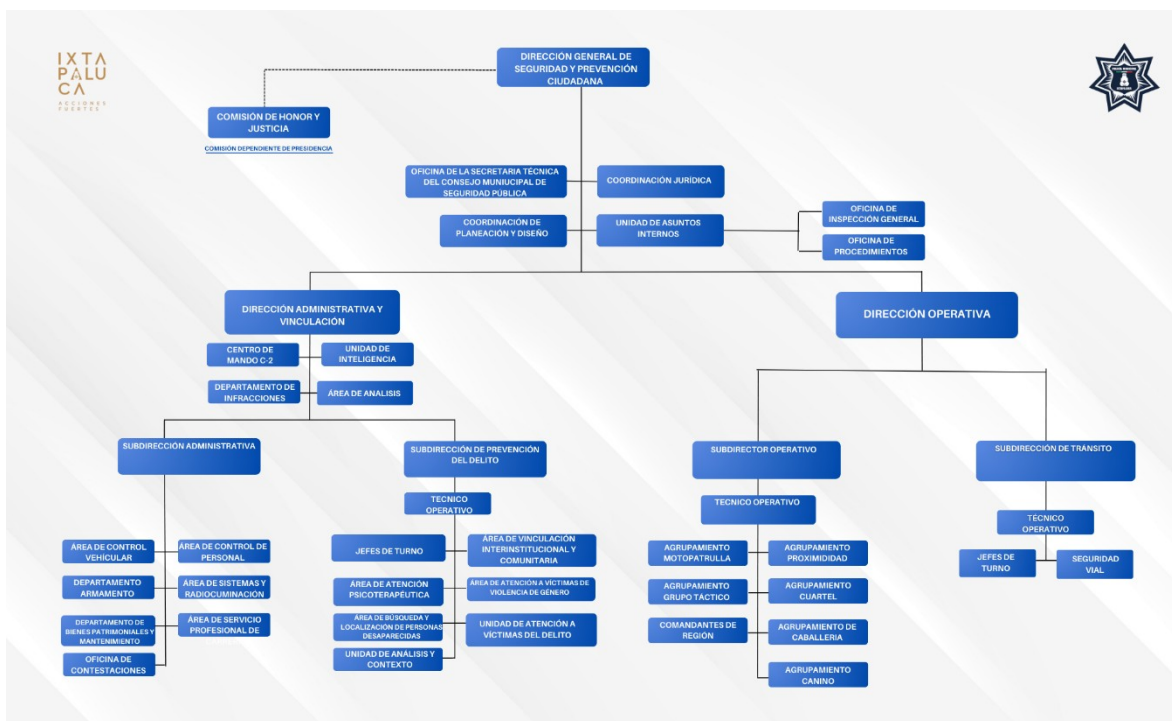 IXTA
PALU
CA
ACCIONES
FUERTES
DIRECCIÓN GENERAL DE
SEGURIDAD Y PREVENCIÓN
CIUDADANA
COMISIÓN DE HONOR Y
JUSTICIA
COMISIÓN DEPENDIENTE DE PRESIDENCIA
OFICINA DE LA SECRETARIA TÉCNICA
DEL CONSEJO MUNIUCIPAL DE
SEGURIDAD PÚBLICA
COORDINACIÓN JURÍDICA
COORDINACIÓN DE
PLANEACIÓN Y DISEÑO
UNIDAD DE ASUNTOS
INTERNOS
OFICINA DE
INSPECCIÓN GENERAL
OFICINA DE
PROCEDIMIENTOS
DIRECCIÓN ADMINISTRATIVA Y
VINCULACIÓN
DIRECCIÓN OPERATIVA
CENTRO DE
MANDO C-2
UNIDAD DE
INTELIGENCIA
DEPARTAMENTO DE
INFRACCIONES
ÁREA DE ANALISIS
SUBDIRECCIÓN ADMINISTRATIVA
ÁREA DE CONTROL
VEHÍCULAR
ÁREA DE CONTROL DE
PERSONAL
DEPARTAMENTO
ARMAMENTO
ÁREA DE SISTEMAS Y
RADIOCUMINACIÓN
DEPARTAMENTO DE
BIENES PATRIMONIALES Y
MANTENIMIENTO
ÁREA DE SERVICIO
PROFESIONAL DE
OFICINA DE
CONTESTACIONES
SUBDIRECCIÓN DE PREVENCIÓN
DEL DELITO
TECNICO
OPERATIVO
JEFES DE TURNO
ÁREA DE VINCULACIÓN
INTERINSTITUCIONAL Y
COMUNITARIA
ÁREA DE ATENCIÓN
PSICOTERAPÉUTICA
ÁREA DE ATENCIÓN A VÍCTIMAS DE
VIOLENCIA DE GÉNERO
ÁREA DE BÚSQUEDA Y
LOCALIZACIÓN DE PERSONAS
DESAPARECIDAS
UNIDAD DE ATENCIÓN A
VÍCTIMAS DEL DELITO
UNIDAD DE ANÁLISIS Y
CONTEXTO
SUBDIRECTOR OPERATIVO
TECNICO OPERATIVO
AGRUPAMIENTO
MOTOPATRULLA
AGRUPAMIENTO
PROXIMIDIDAD
AGRUPAMIENTO
GRUPO TÁCTICO
AGRUPAMIENTO
CUARTEL
COMANDANTES DE
REGIÓN
AGRUPAMIENTO DE
CABALLERIA
AGRUPAMIENTO
CANINO
SUBDIRECCIÓN DE TRÁNSITO
TÉCNICO
OPERATIVO
JEFES DE
TURNO
SEGURIDAD
VIAL